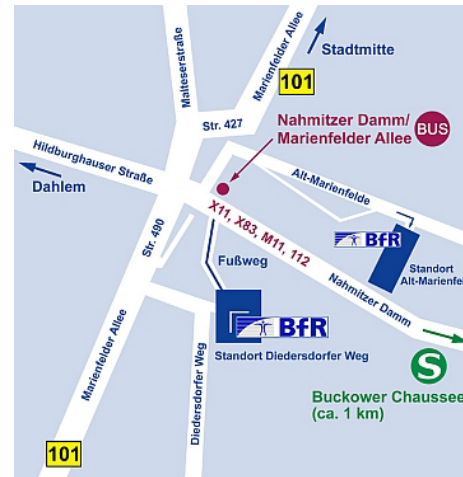 Malteserstraße
Marienfelder Allee
Stadtmitte
101
Str. 427
Nahmitzer Damm/
Marienfelder Allee
BUS
Hildburghauser Straße
Dahlem
Alt-Marienfelde
X11, X83, M11, 112
Str. 490
BfR
Fußweg
Standort
Alt-Marienfel
Nahmitzer Damm
BfR
Standort Diedersdorfer Weg
Marienfelder Allee
Diedersdorfer Weg
S
Buckower Chaussee
(ca. 1 km)
101